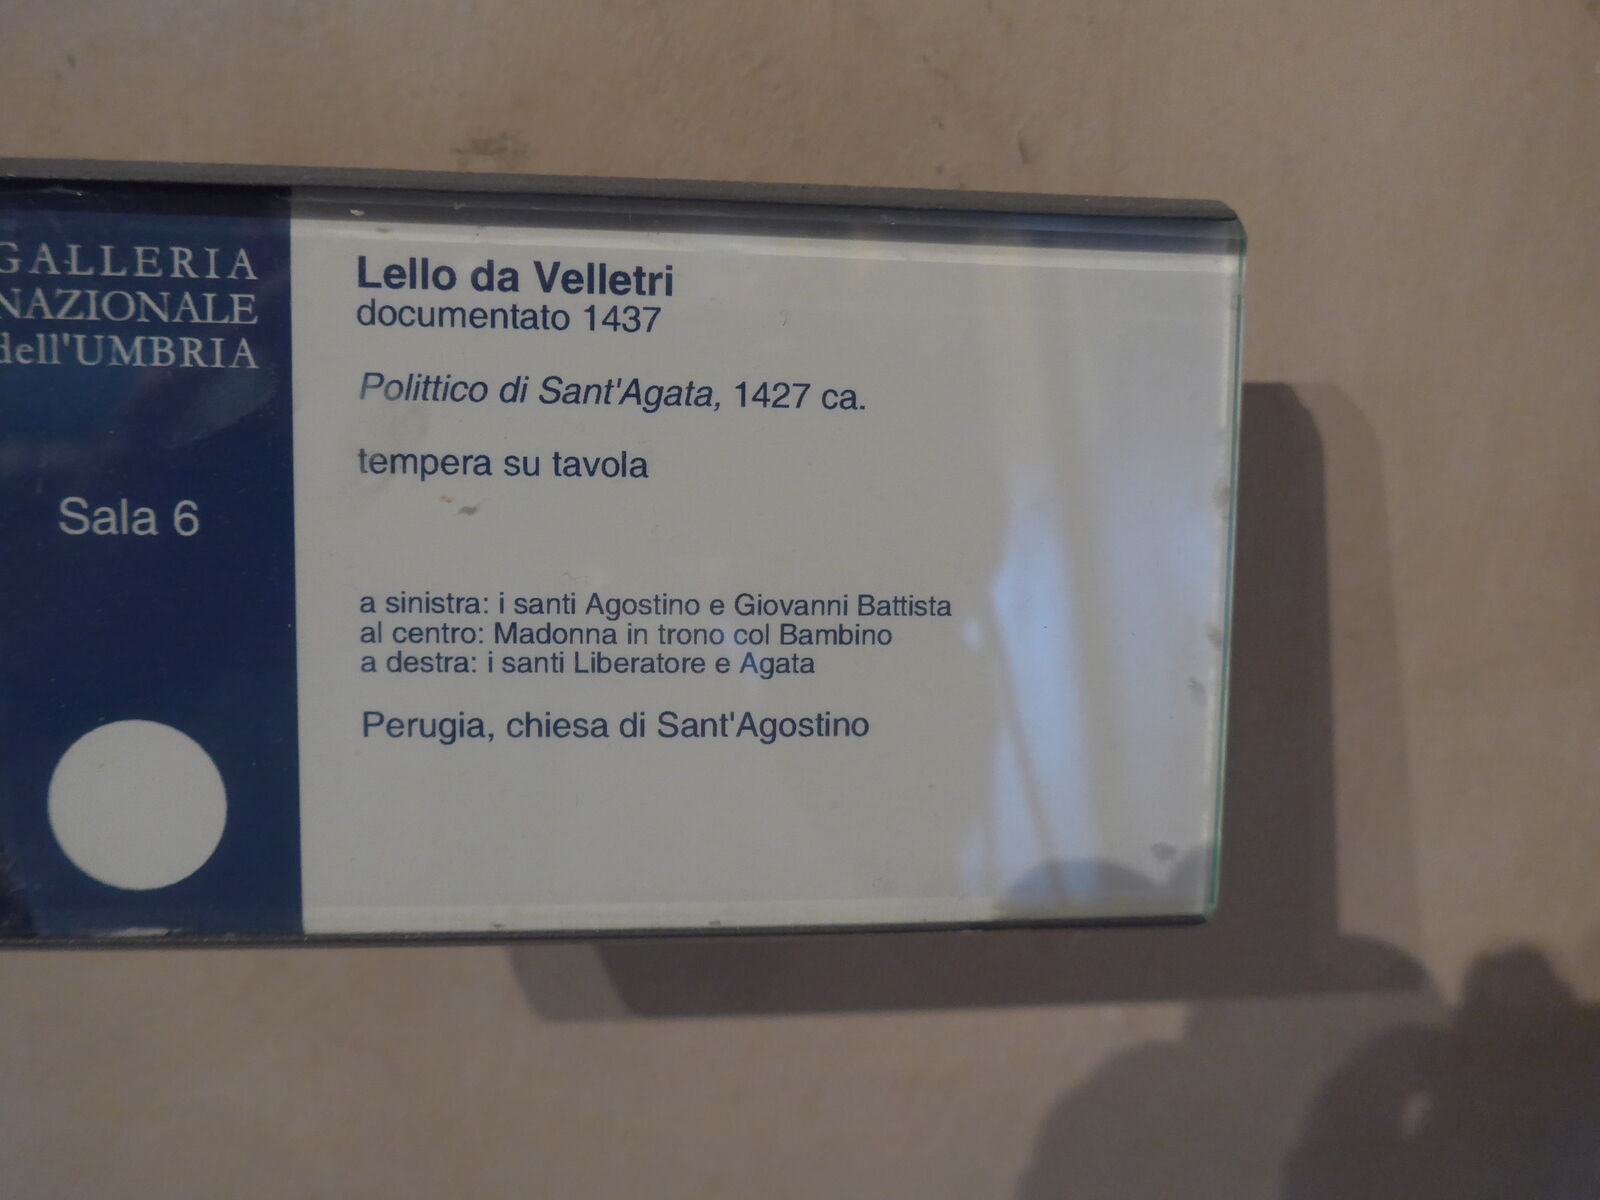 GALLERIA
NAZIONALE
dell'UMBRIA
Sala 6
Lello da Velletri
documentato 1437
Polittico di Sant'Agata, 1427 ca.
tempera su tavola
a sinistra: i santi Agostino e Giovanni Battista
al centro: Madonna in trono col Bambino
a destra: i santi Liberatore e Agata
Perugia, chiesa di Sant'Agostino